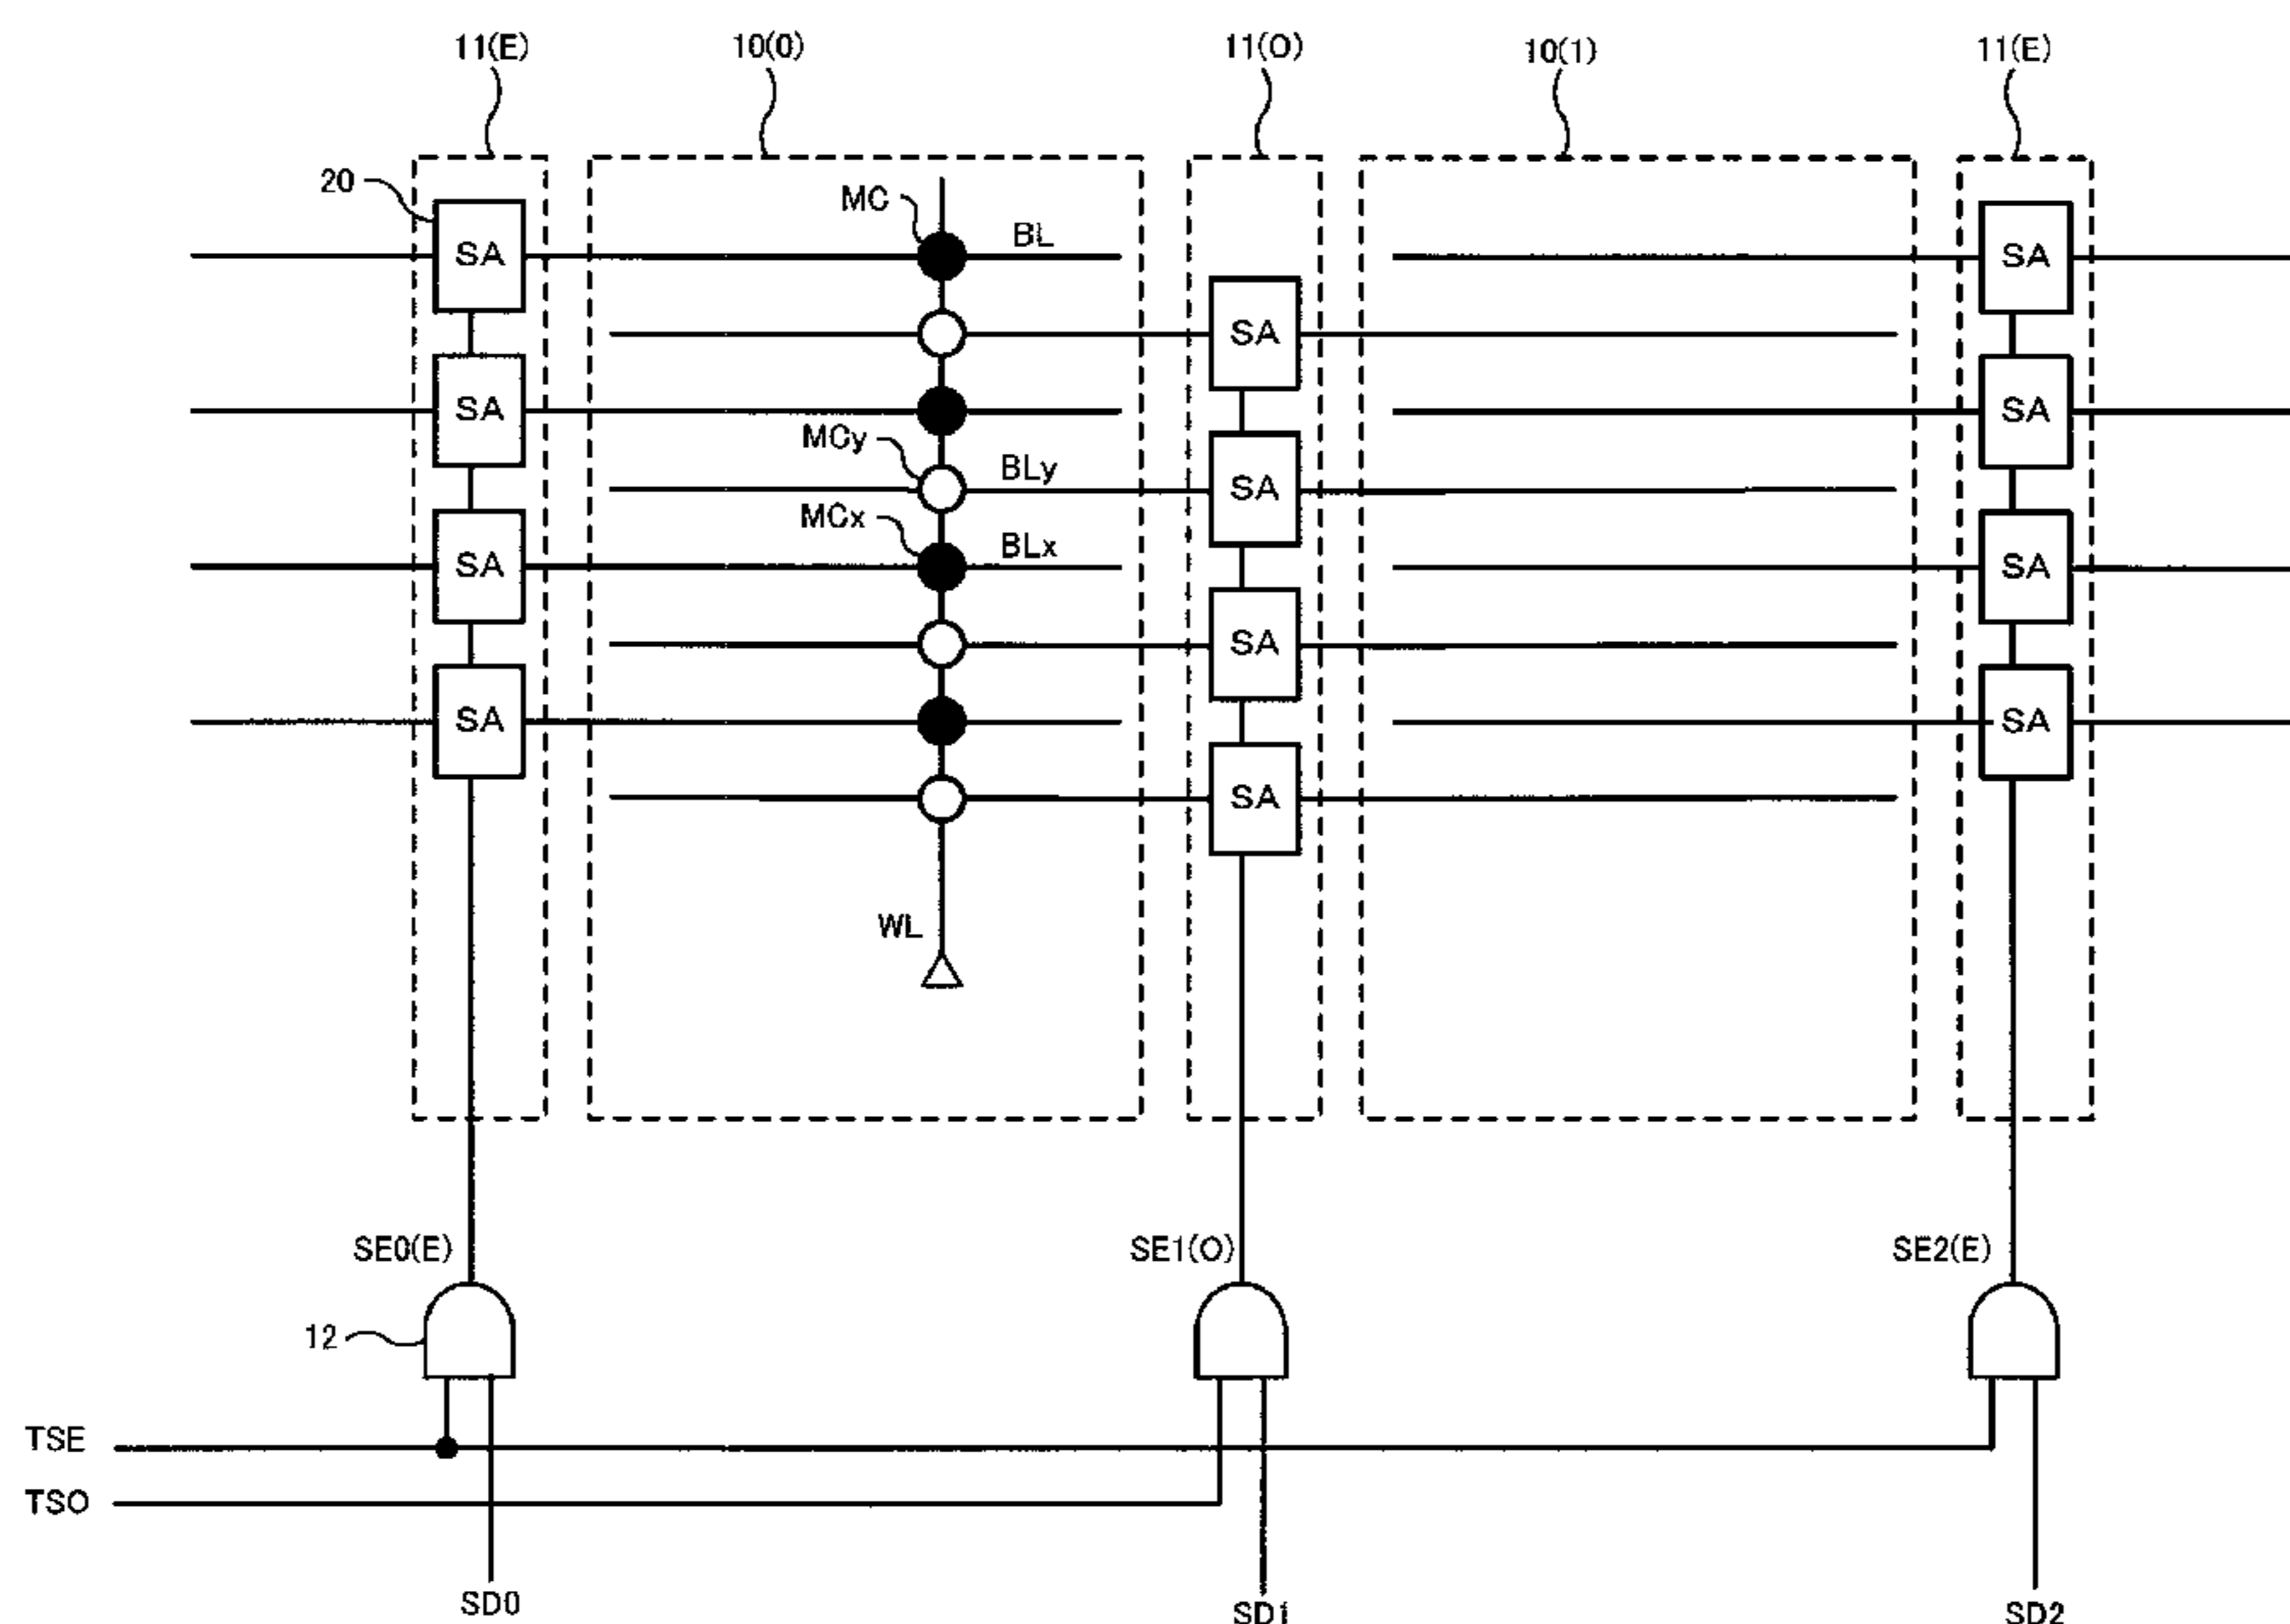 11(E) 10(0) 11(O) 10(1) 11(E)
20
MC
BL
SA SA
SA
SA SA
MCy BLy
SA
MCx BLx
SA SA
SA
SA SA
SA
WL
SE0(E) SE1(O) SE2(E)
12
TSE
TSO
SD0 SD1 SD2